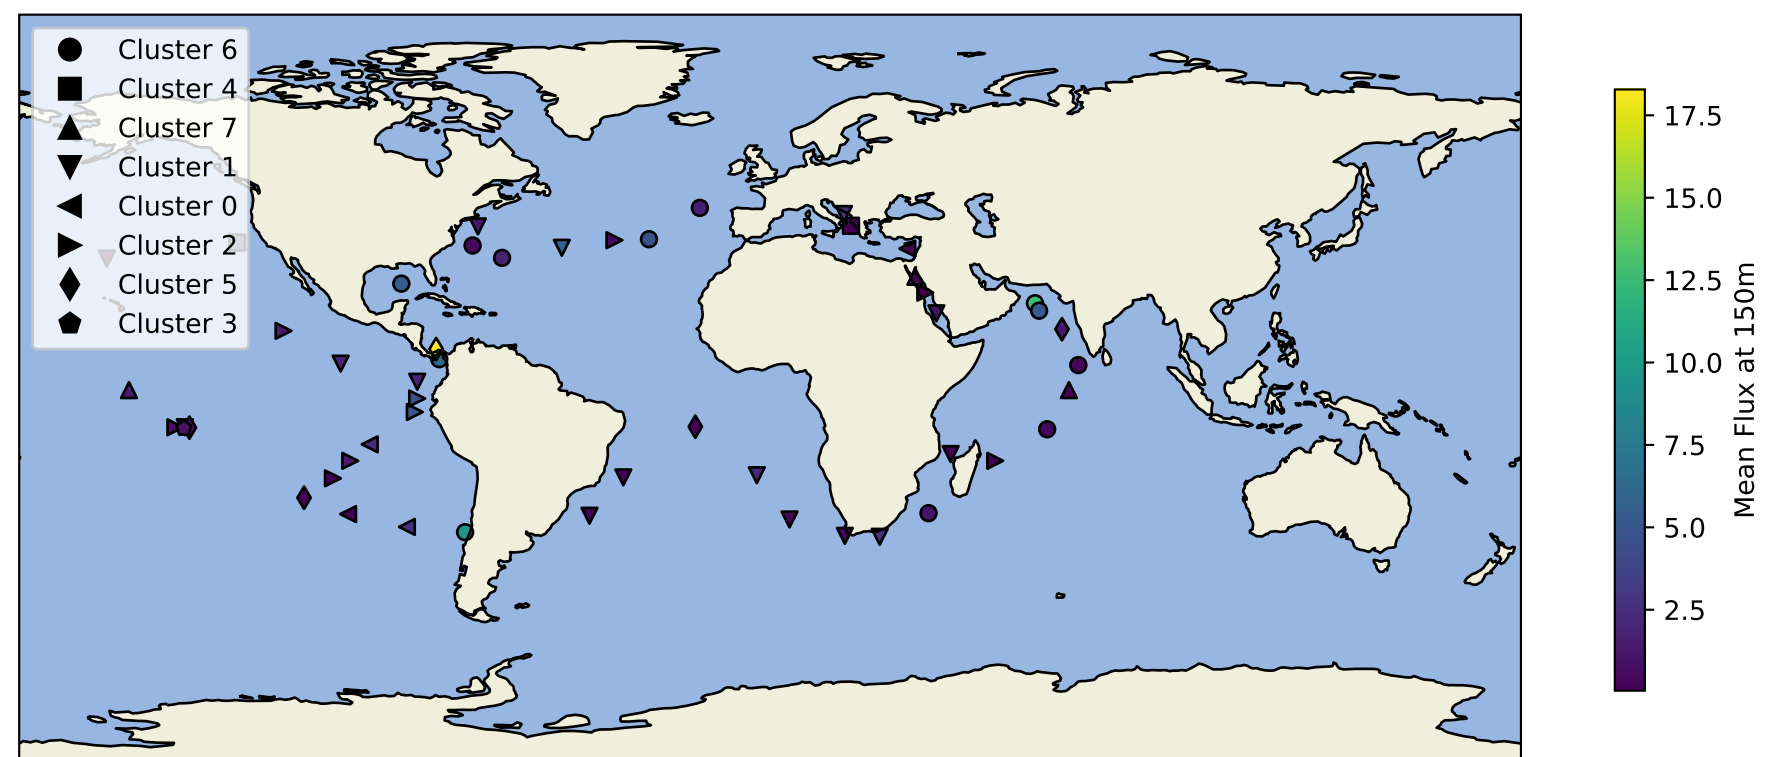 Cluster 6
Cluster 4
Cluster 7
Cluster 1
Cluster 0
Cluster 2
Cluster 5
Cluster 3
17.5
15.0
12.5
10.0
7.5
5.0
2.5
Mean Flux at 150m